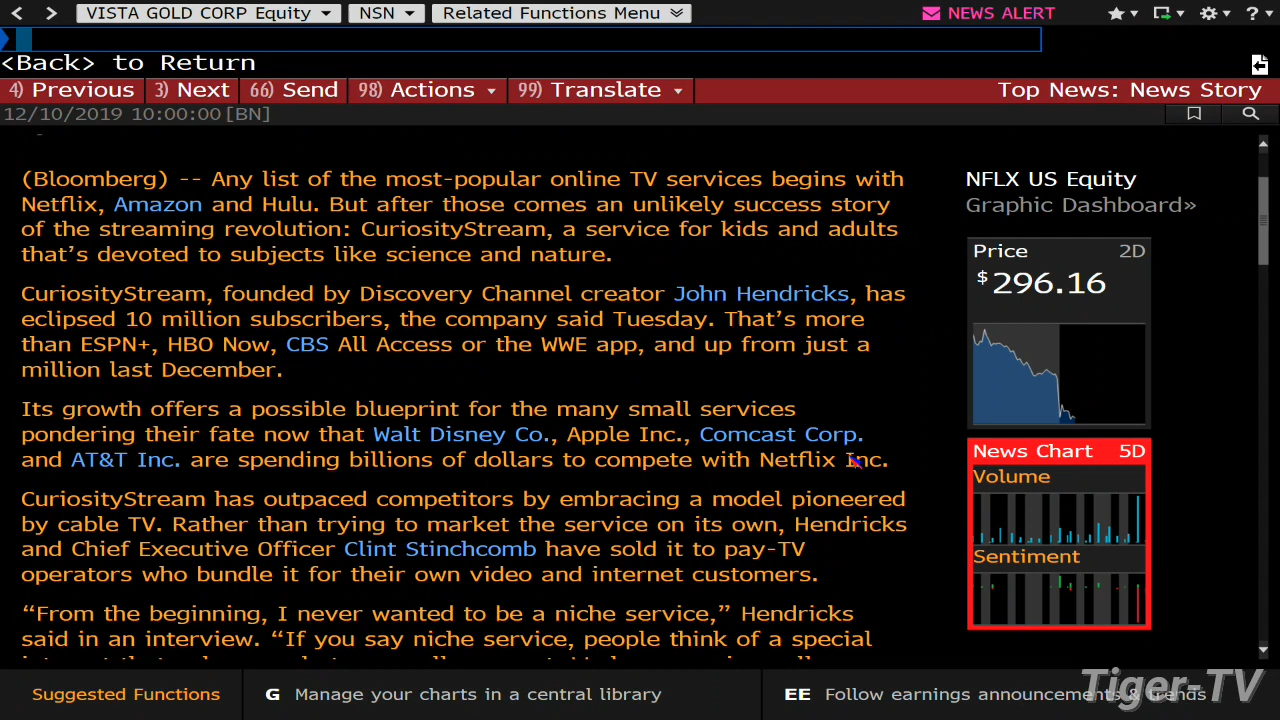 VISTA GOLD CORP Equity NSN Related Functions Menu NEWS ALERT ?
<Back> to Return
4) Previous 3) Next 66) Send 98) Actions 99) Translate Top News: News Story
12/10/2019 10:00:00 [BN]
(Bloomberg) -- Any list of the most-popular online TV services begins with
Netflix, Amazon and Hulu. But after those comes an unlikely success story
of the streaming revolution: CuriosityStream, a service for kids and adults
that's devoted to subjects like science and nature.
CuriosityStream, founded by Discovery Channel creator John Hendricks, has
eclipsed 10 million subscribers, the company said Tuesday. That's more
than ESPN+, HBO Now, CBS All Access or the WWE app, and up from just a
million last December.
Its growth offers a possible blueprint for the many small services
pondering their fate now that Walt Disney Co., Apple Inc., Comcast Corp.
and AT&T Inc. are spending billions of dollars to compete with Netflix Inc.
CuriosityStream has outpaced competitors by embracing a model pioneered
by cable TV. Rather than trying to market the service on its own, Hendricks
and Chief Executive Officer Clint Stinchcomb have sold it to pay-TV
operators who bundle it for their own video and internet customers.
“From the beginning, I never wanted to be a niche service,” Hendricks
said in an interview. “If you say niche service, people think of a special
NFLX US Equity
Graphic Dashboard»
Price 2D
$296.16
News Chart 5D
Volume
Sentiment
Suggested Functions G Manage your charts in a central library EE Follow earnings announcements & trends
Tiger-TV